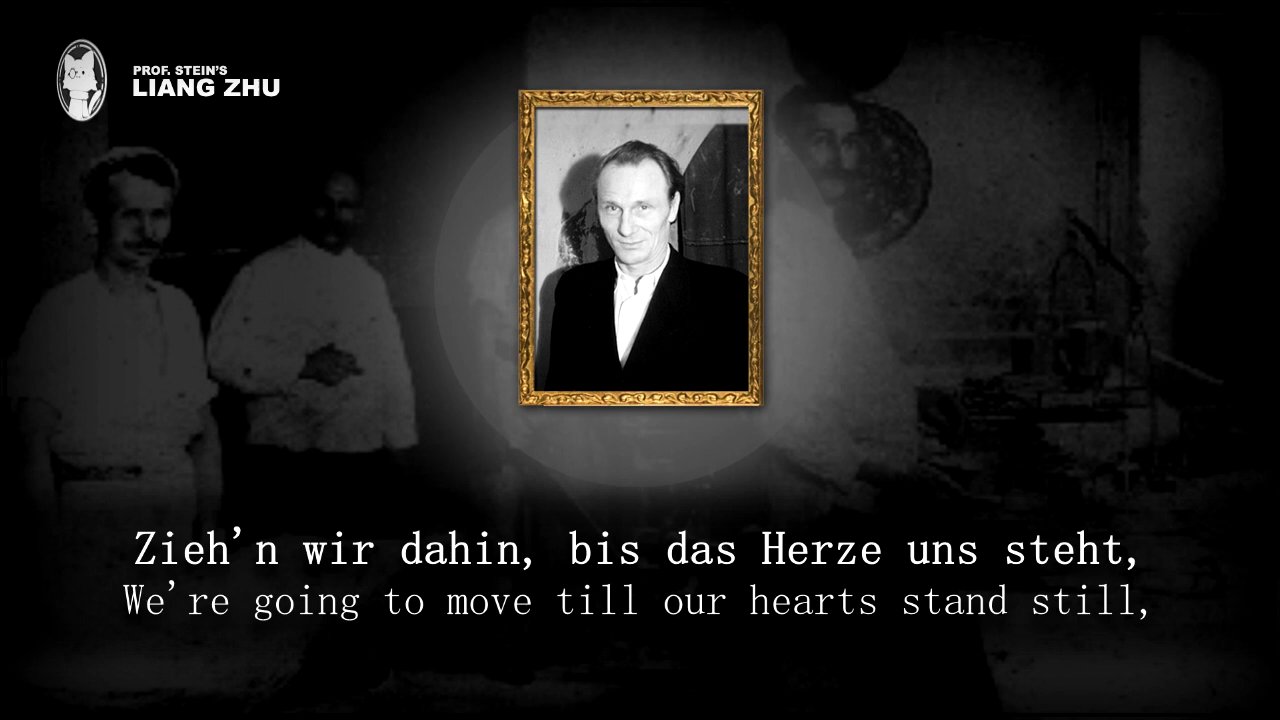 PROF. STEIN'S
LIANG ZHU
Zieh'n wir dahin, bis das Herze uns steht,
We're going to move till our hearts stand still,